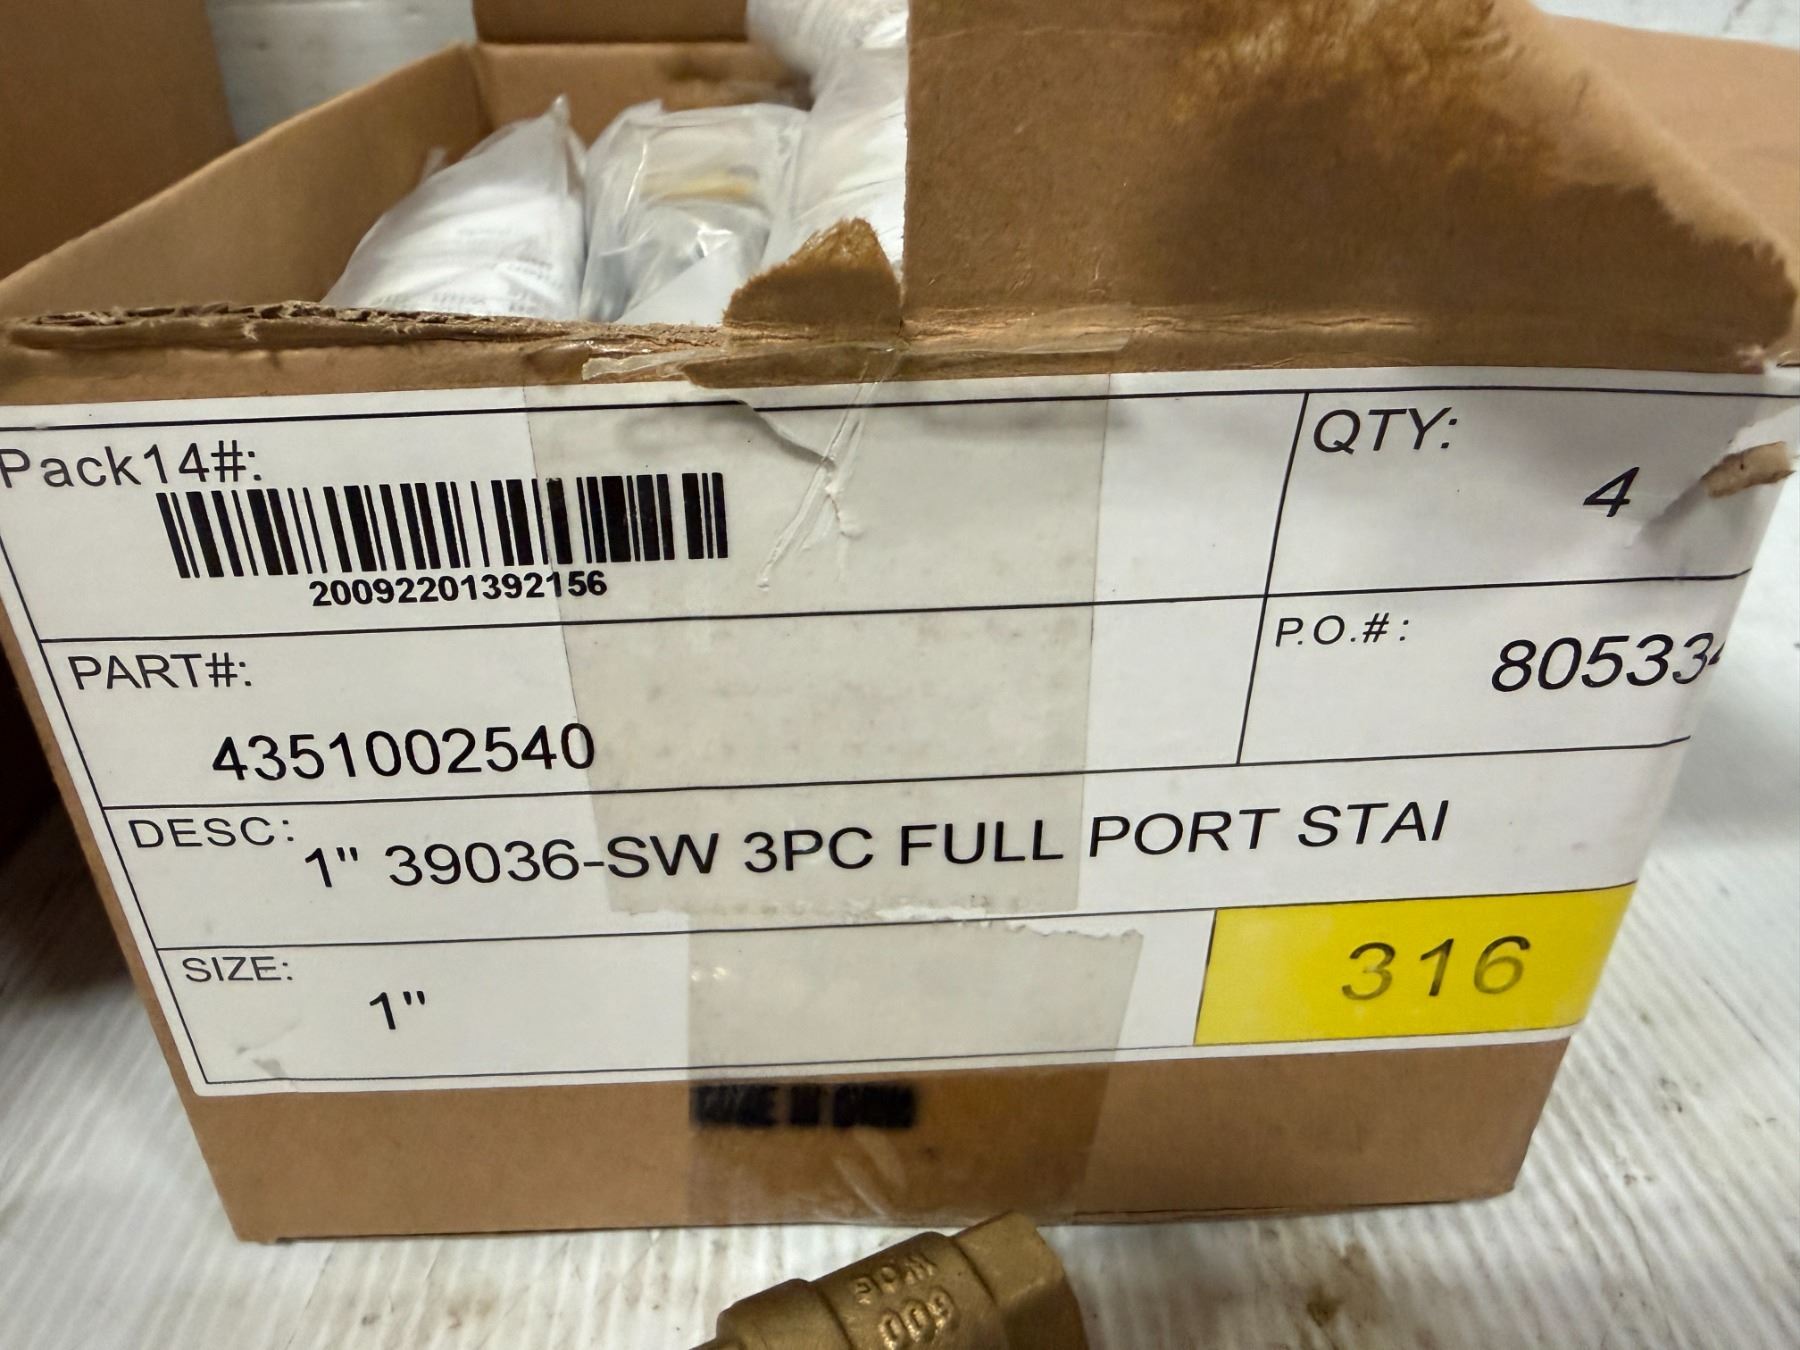 Pack14#:
20092201392156
QTY:
4
PART#:
4351002540
P.O.#:
80533
DESC:
1" 39036-SW 3PC FULL PORT STAI
SIZE:
1"
316
WOG
600